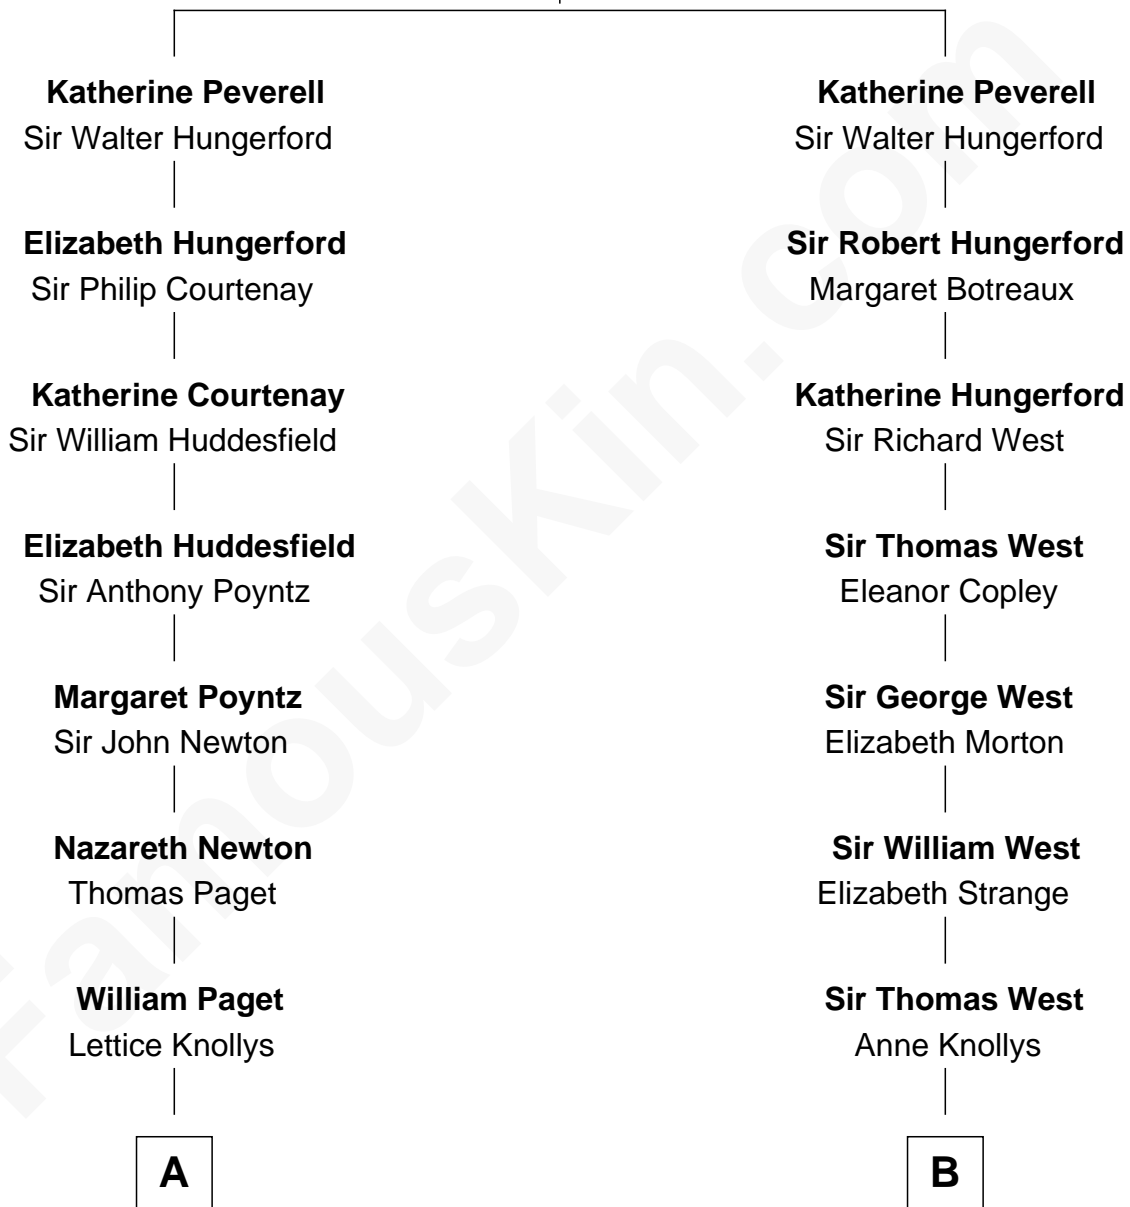 Katherine Peverell
Sir Walter Hungerford
Elizabeth Hungerford
Sir Philip Courtenay
Katherine Courtenay
Sir William Huddesfield
Elizabeth Huddesfield
Sir Anthony Poyntz
Margaret Poyntz
Sir John Newton
Nazareth Newton
Thomas Paget
William Paget
Lettice Knollys
A
Katherine Peverell
Sir Walter Hungerford
Sir Robert Hungerford
Margaret Botreaux
Katherine Hungerford
Sir Richard West
Sir Thomas West
Eleanor Copley
Sir George West
Elizabeth Morton
Sir William West
Elizabeth Strange
Sir Thomas West
Anne Knollys
B
FamousKin.com